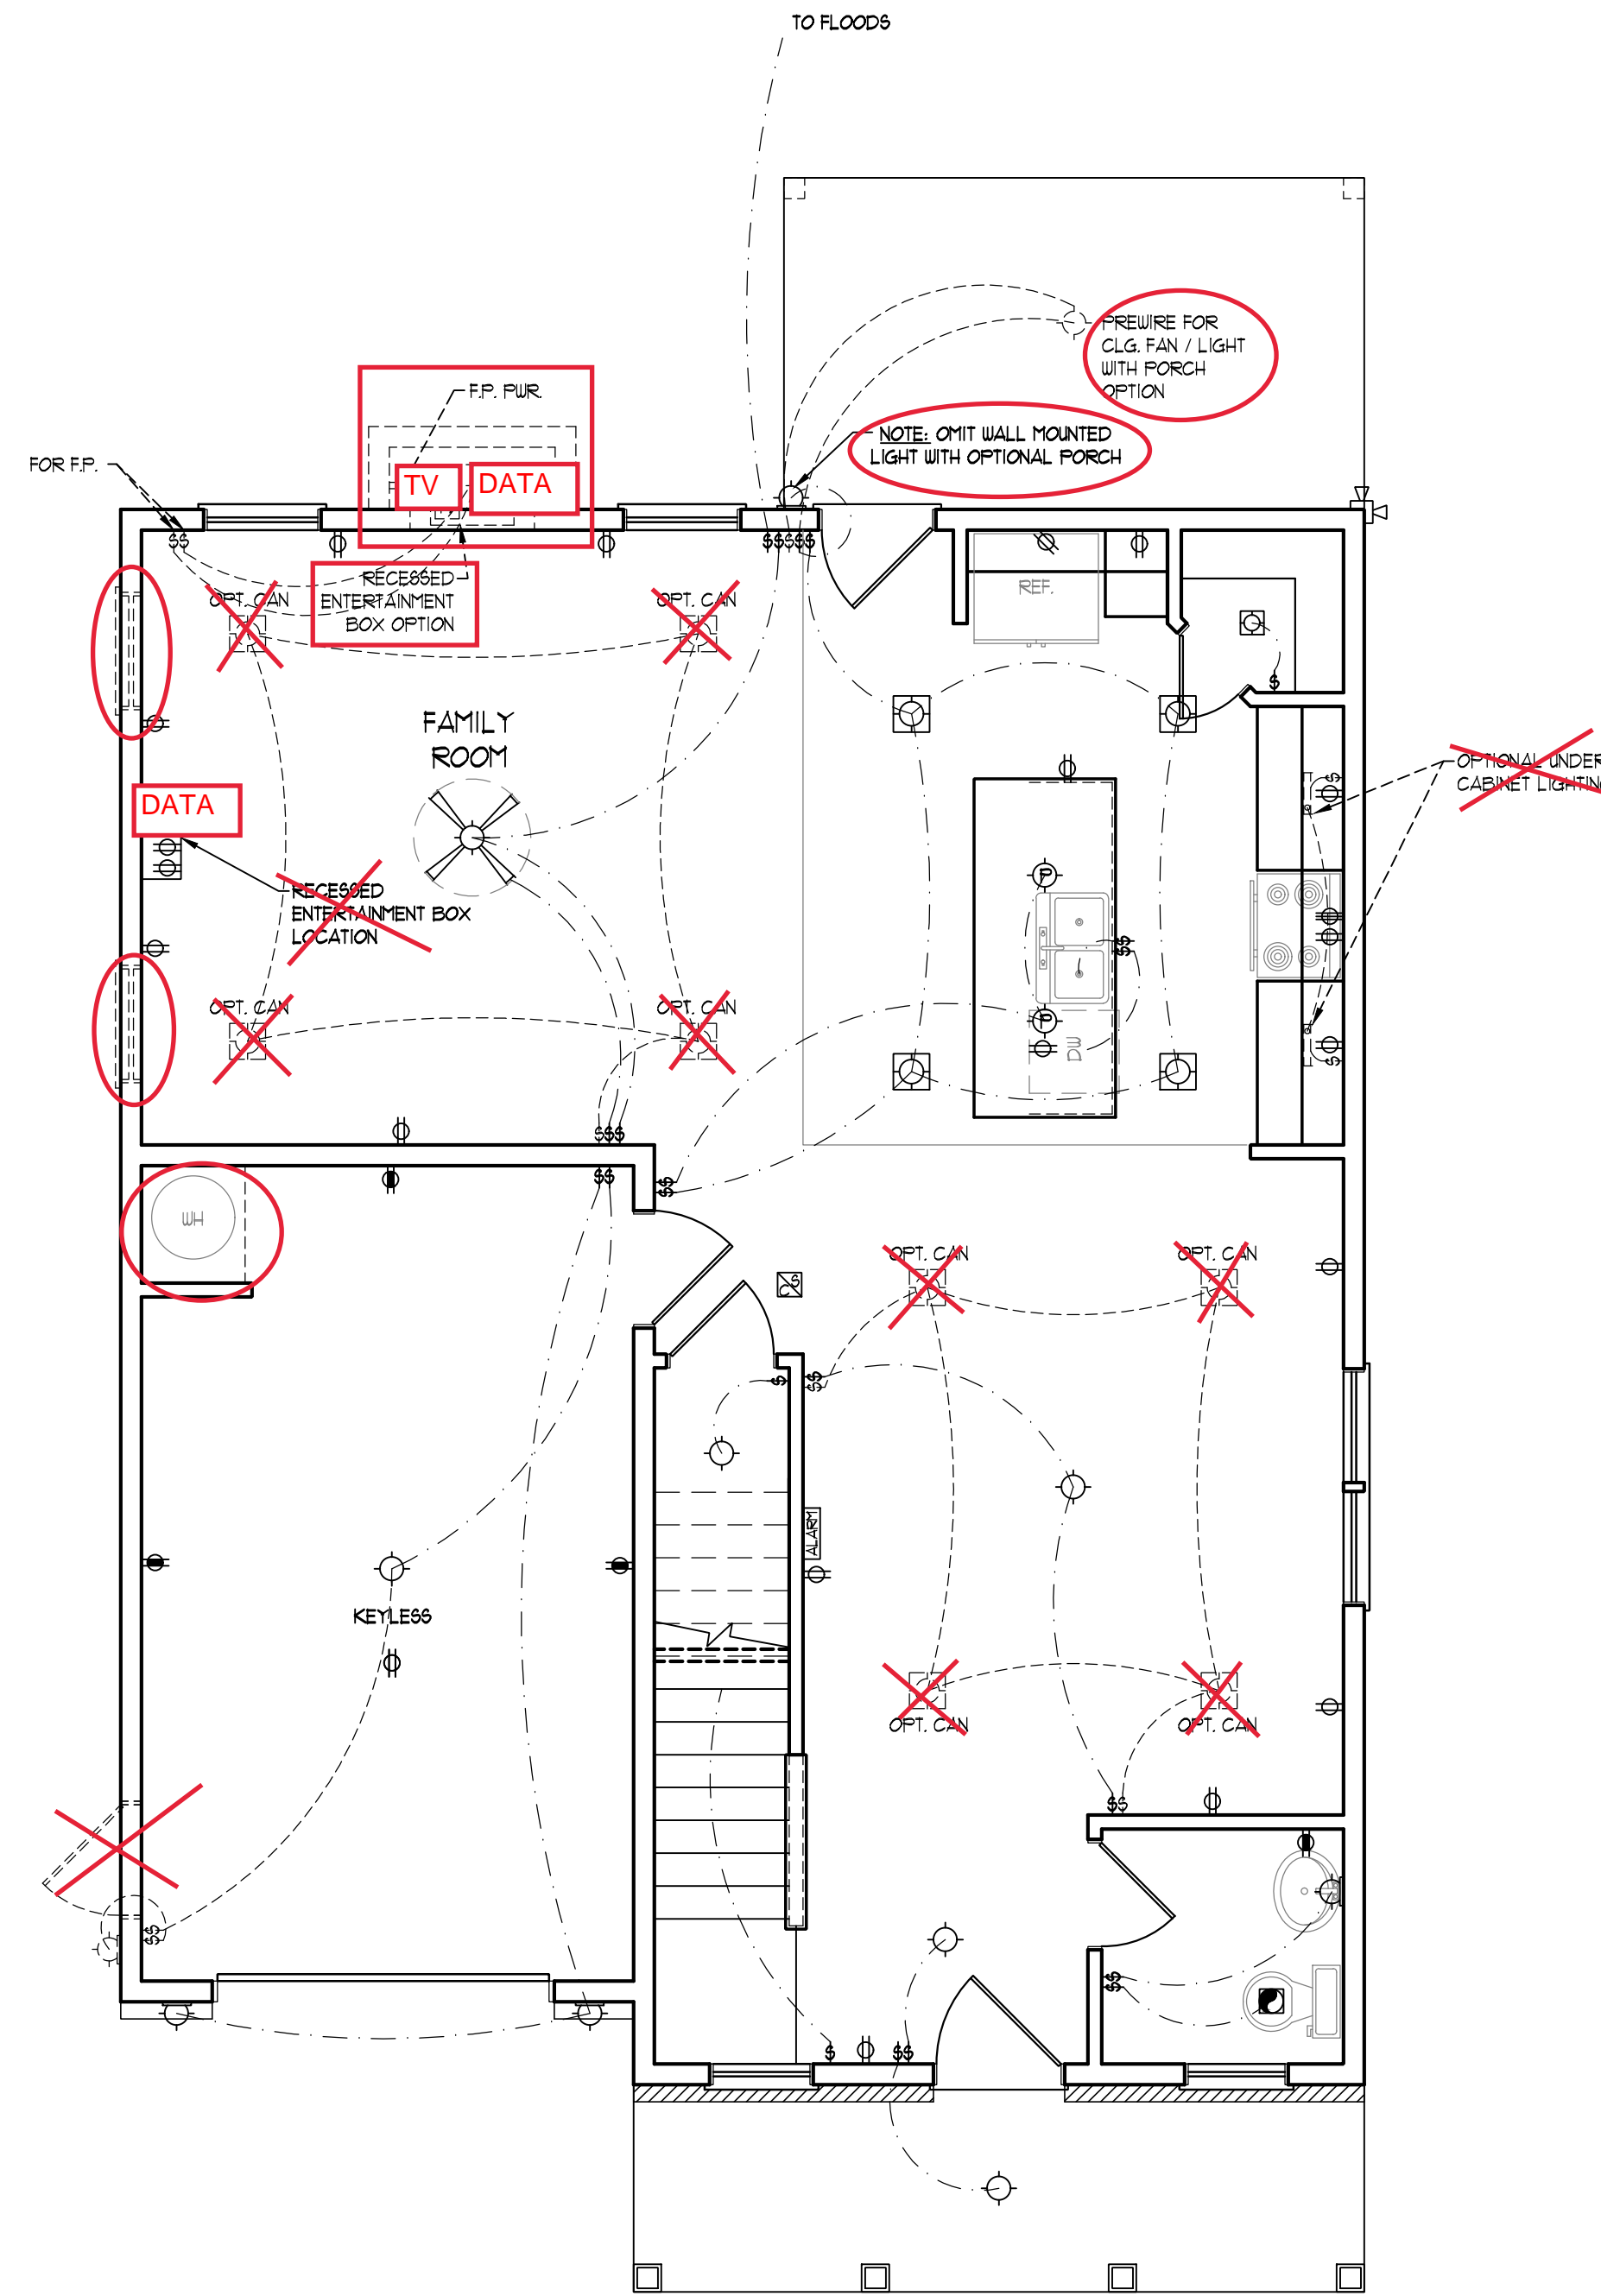 TO FLOODS
PREWIRE FOR
CLG. FAN / LIGHT
WITH PORCH
OPTION
F.P. PWR.
NOTE: OMIT WALL MOUNTED
LIGHT WITH OPTIONAL PORCH
FOR F.P.
TV
DATA
$$
$$$$$
RECESSED
ENTERTAINMENT
BOX OPTION
REF.
OPT. CAN
OPT. CAN
$
FAMILY
ROOM
OPTIONAL UNDER
CABINET LIGHTING
$
DATA
RECESSED
ENTERTAINMENT BOX
LOCATION
P
$$
OPT. CAN
OPT. CAN
P
DW
$
$$$
$$
$$
WH
OPT. CAN
OPT. CAN
S
C
$
$$
ALARM
KEYLESS
OPT. CAN
OPT. CAN
$$
$$
$$
$
$$